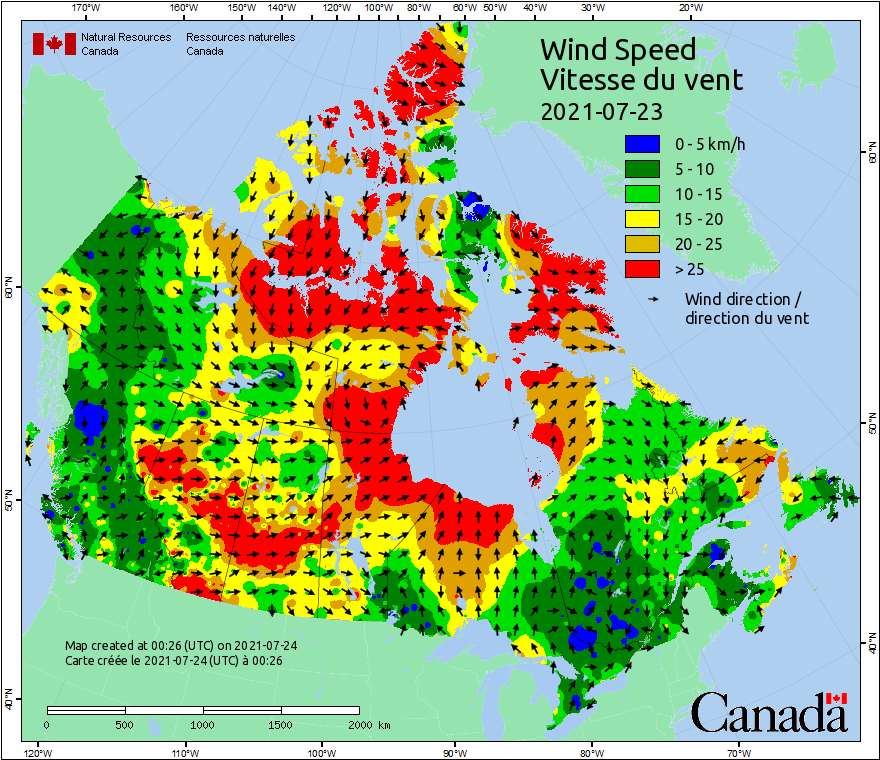 170°W 160°W 150°W 140°W 130°W 120°W 110°W 100°W 90°W 80°W 70°W 60°W 50°W 40°W 30°W 20°W
Natural Resources Canada
Ressources naturelles Canada
Wind Speed
Vitesse du vent
2021-07-23
0 - 5 km/h
5 - 10
10 - 15
15 - 20
20 - 25
> 25
Wind direction /
direction du vent
60°N
50°N
40°N
60°N
50°N
40°N
Map created at 00:26 (UTC) on 2021-07-24
Carte créée le 2021-07-24 (UTC) à 00:26
0 500 1000 1500 2000 km
Canada
120°W 110°W 100°W 90°W 80°W 70°W